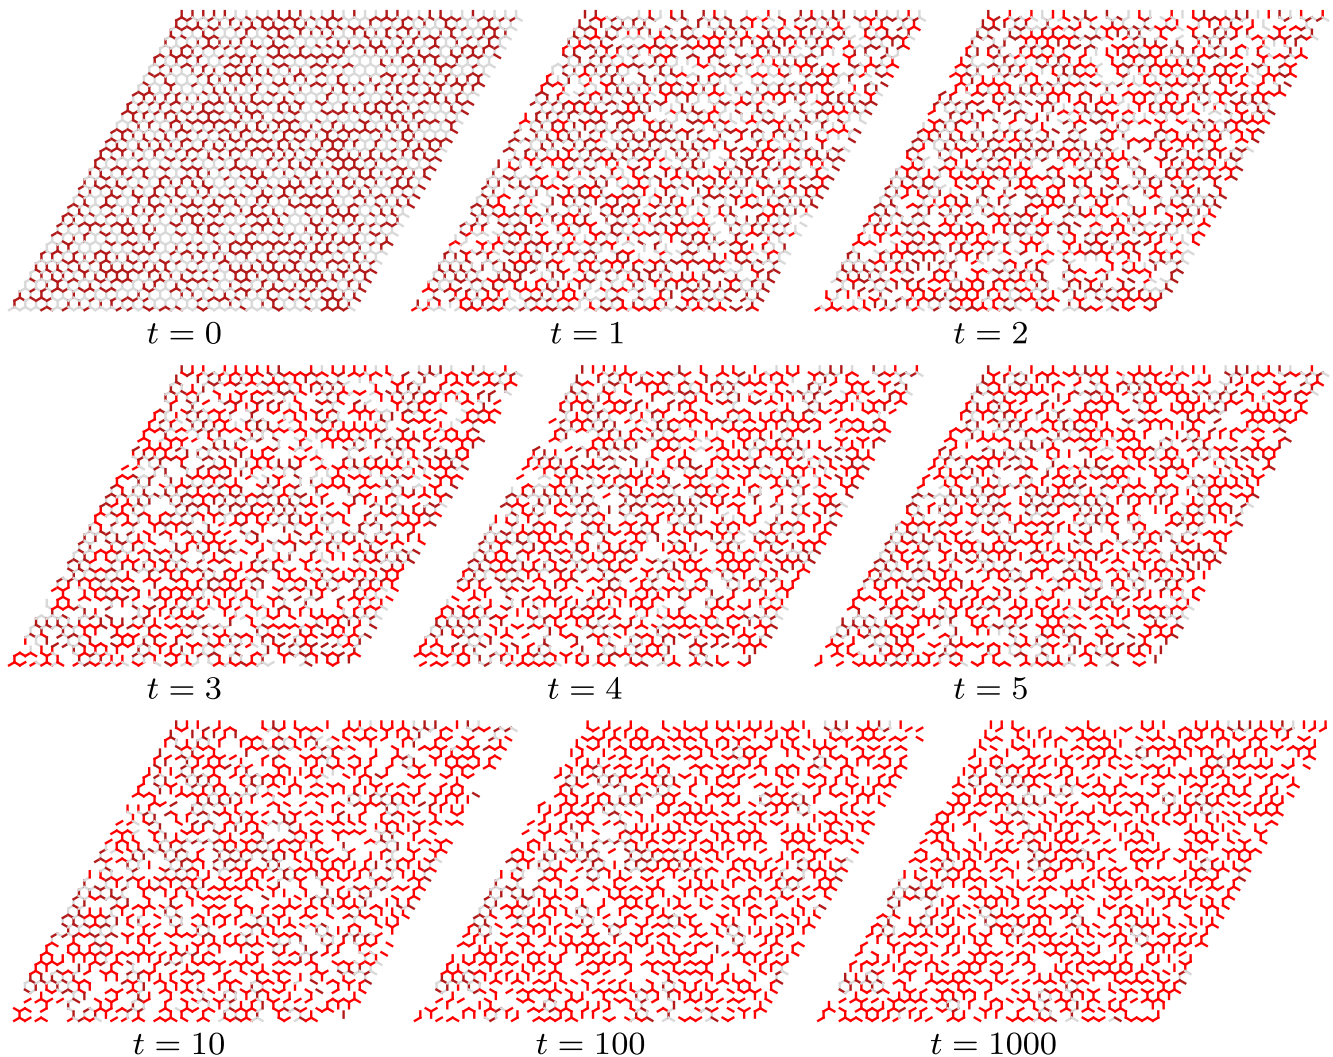 t = 0
t = 1
t = 2
t = 3
t = 4
t = 5
t = 10
t = 100
t = 1000